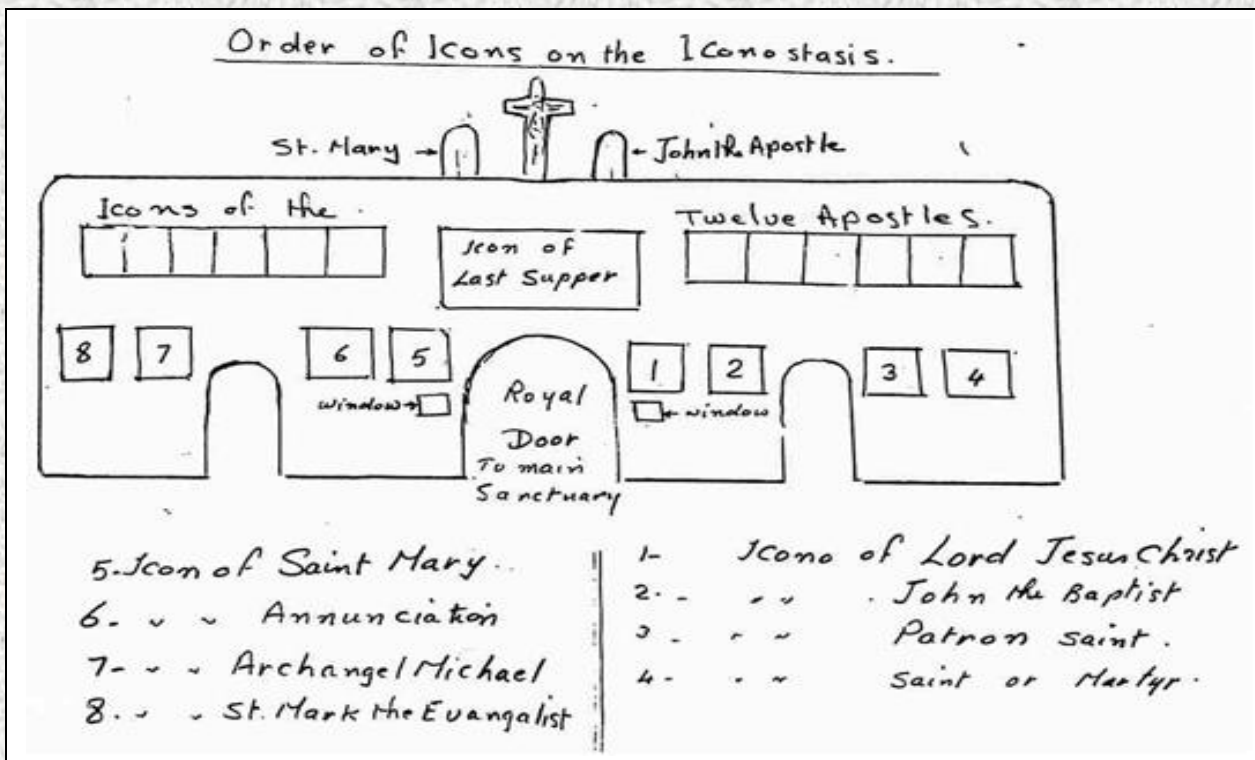 Order of Icons on the Iconostasis.
St. Mary → ← John the Apostle
Icons of the Twelve Apostles.
Icon of
Last Supper
8 7 6 5 1 2 3 4
window → ← window
Royal
Door
To main
Sanctuary
5. Icon of Saint Mary.
6- " " Annunciation
7- " " Archangel Michael
8. " " St. Mark the Evangalist
1- Icono of Lord Jesus Christ
2. - " " John the Baptist
3 - " " Patron saint.
4 - " " Saint or Martyr.